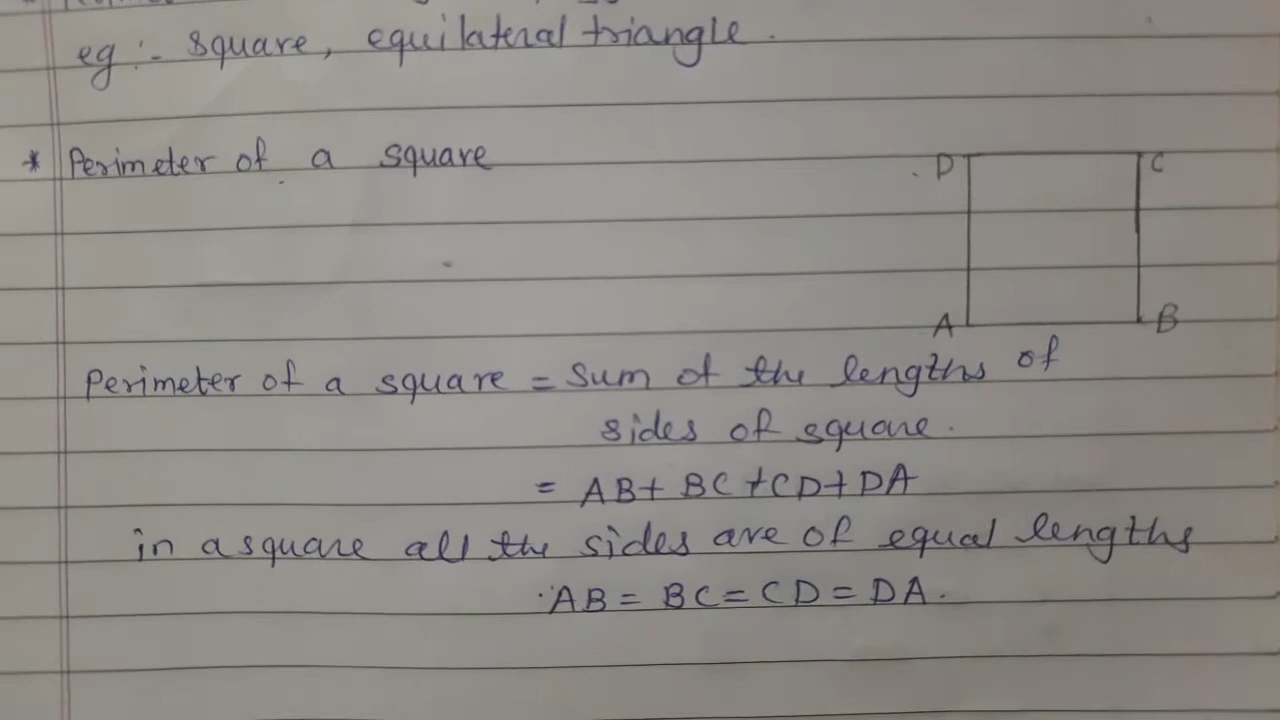 eg :- square, equilateral triangle.
* Perimeter of a square
D C
A B
Perimeter of a square = Sum of the lengths of
sides of square.
= AB + BC + CD + DA
in a square all the sides are of equal lengths
AB = BC = CD = DA.